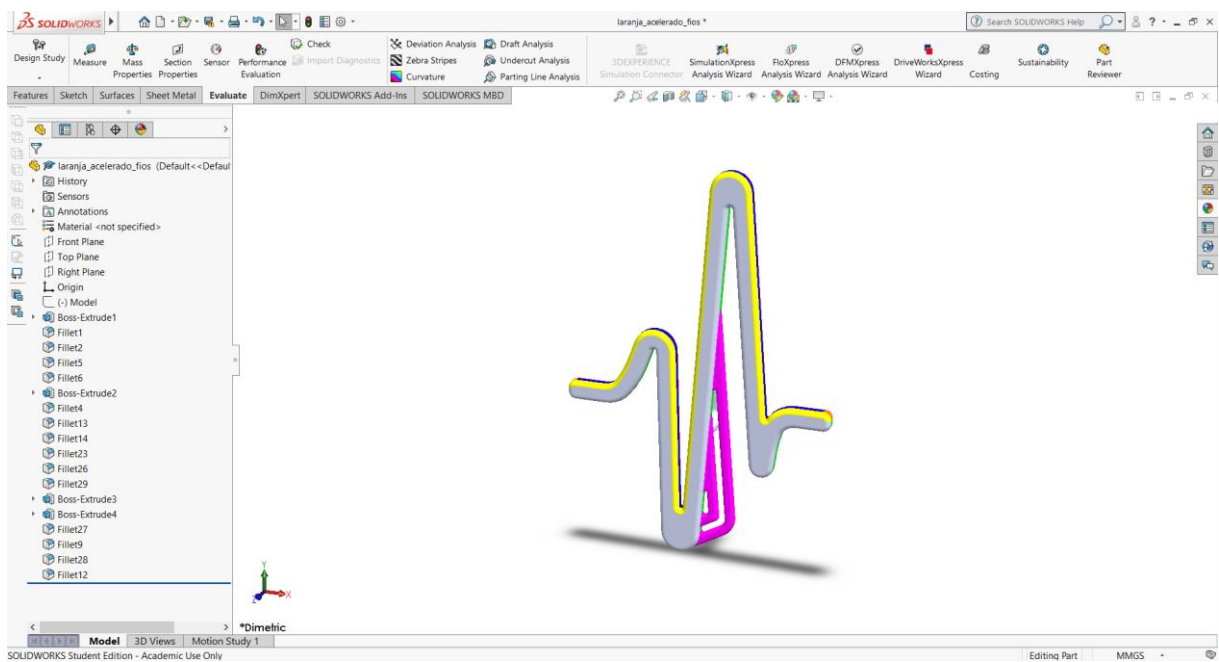 SOLIDWORKS
laranja_acelerado_fios *
Search SOLIDWORKS Help
?
Design Study
Measure
Mass Properties
Section Properties
Sensor
Performance Evaluation
Check
Import Diagnostics
Deviation Analysis
Zebra Stripes
Curvature
Draft Analysis
Undercut Analysis
Parting Line Analysis
3DEXPERIENCE Simulation Connector
SimulationXpress Analysis Wizard
FloXpress Analysis Wizard
DFMXpress Analysis Wizard
DriveWorksXpress Wizard
Costing
Sustainability
Part Reviewer
Features Sketch Surfaces Sheet Metal Evaluate DimXpert SOLIDWORKS Add-Ins SOLIDWORKS MBD
laranja_acelerado_fios (Default<<Defaul
History
Sensors
Annotations
Material <not specified>
Front Plane
Top Plane
Right Plane
Origin
(-) Model
Boss-Extrude1
Fillet1
Fillet2
Fillet5
Fillet6
Boss-Extrude2
Fillet4
Fillet13
Fillet14
Fillet23
Fillet26
Fillet29
Boss-Extrude3
Boss-Extrude4
Fillet27
Fillet9
Fillet28
Fillet12
Y
X
Z
*Dimetric
Model 3D Views Motion Study 1
SOLIDWORKS Student Edition - Academic Use Only
Editing Part
MMGS